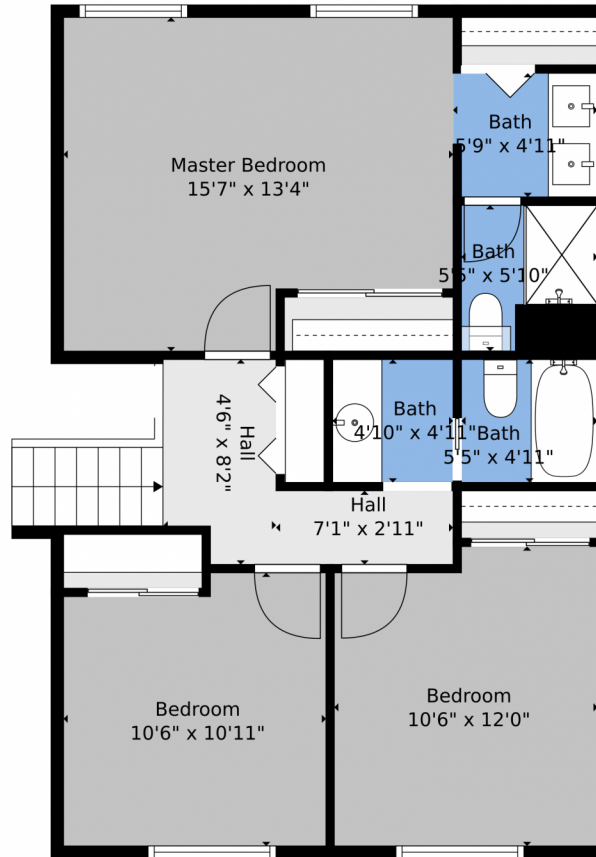 Bath
5'9" x 4'11"
Master Bedroom
15'7" x 13'4"
Bath
5'5" x 5'10"
Hall
4'6" x 8'2"
Bath
4'10" x 4'11"
Bath
5'5" x 4'11"
Hall
7'1" x 2'11"
Bedroom
10'6" x 10'11"
Bedroom
10'6" x 12'0"